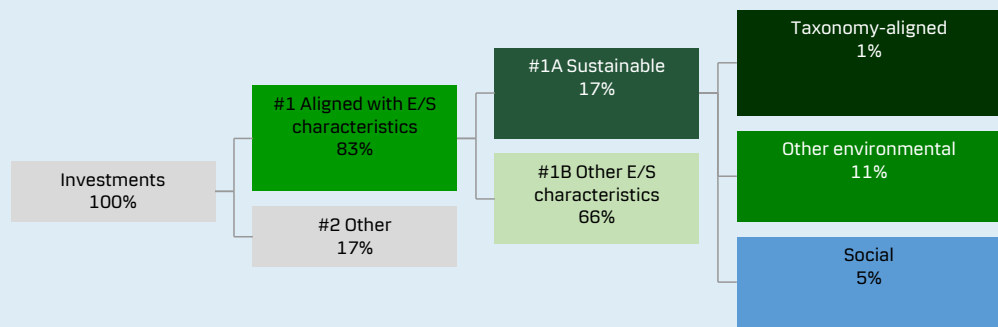 Investments
100%
#1 Aligned with E/S
characteristics
83%
#2 Other
17%
#1A Sustainable
17%
#1B Other E/S
characteristics
66%
Taxonomy-aligned
1%
Other environmental
11%
Social
5%